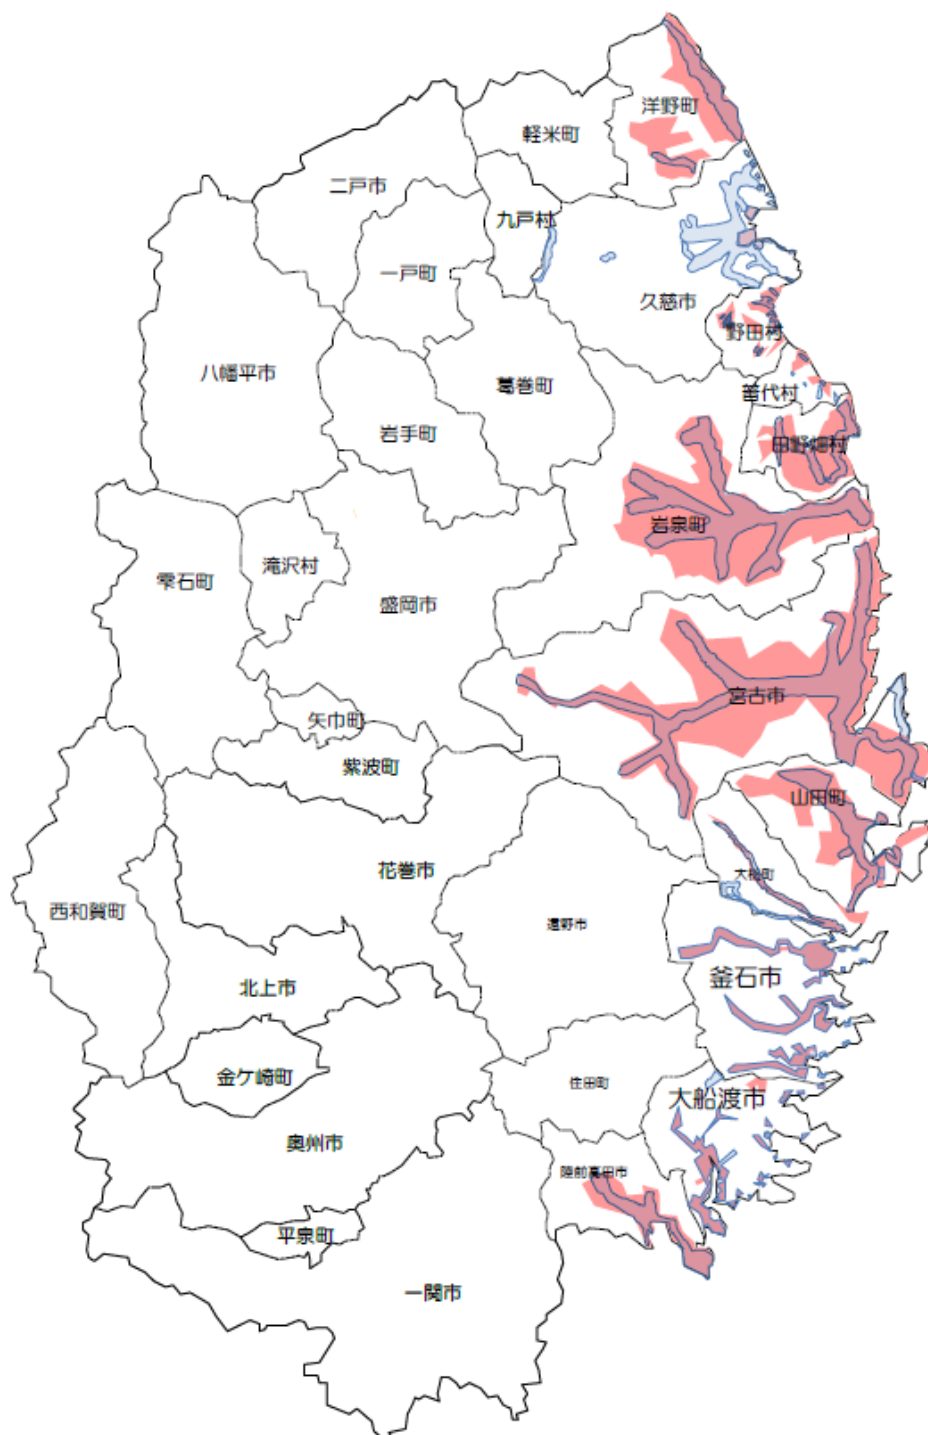 洋野町
軽米町
二戸市
九戸村
一戸町
久慈市
野田村
八幡平市
葛巻町
普代村
岩手町
田野畑村
岩泉町
滝沢村
雫石町
盛岡市
宮古市
矢巾町
紫波町
山田町
花巻市
大槌町
西和賀町
遠野市
釜石市
北上市
金ケ崎町
住田町
大船渡市
奥州市
陸前高田市
平泉町
一関市